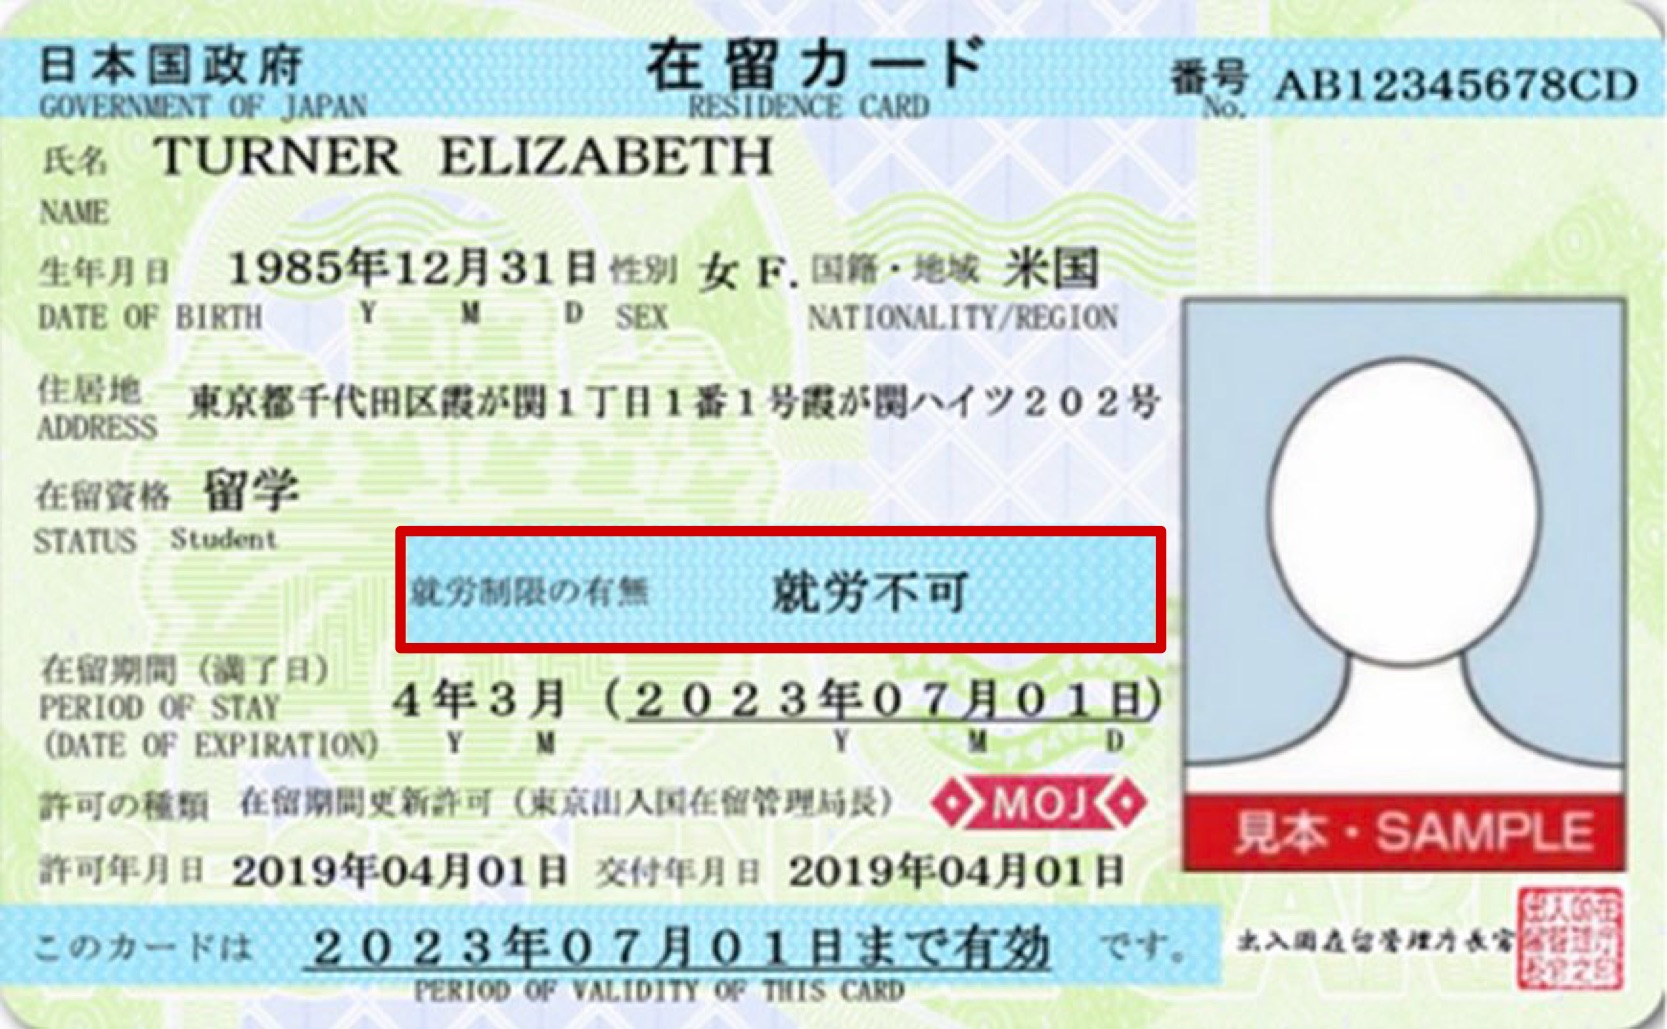 日本国政府 在留カード 番号 AB12345678CD
GOVERNMENT OF JAPAN RESIDENCE CARD No.
氏名 TURNER ELIZABETH
NAME
生年月日 1985年12月31日 性別 女 F. 国籍・地域 米国
DATE OF BIRTH Y M D SEX NATIONALITY/REGION
住居地 東京都千代田区霞が関1丁目1番1号霞が関ハイツ202号
ADDRESS
在留資格 留学
STATUS Student
就労制限の有無 就労不可
在留期間(満了日) 4年3月(2023年07月01日)
PERIOD OF STAY
(DATE OF EXPIRATION) Y M Y M D
許可の種類 在留期間更新許可(東京出入国在留管理局長) MOJ
見本・SAMPLE
許可年月日 2019年04月01日 交付年月日 2019年04月01日
このカードは 2023年07月01日まで有効 です。
PERIOD OF VALIDITY OF THIS CARD
出入国在留管理庁長官